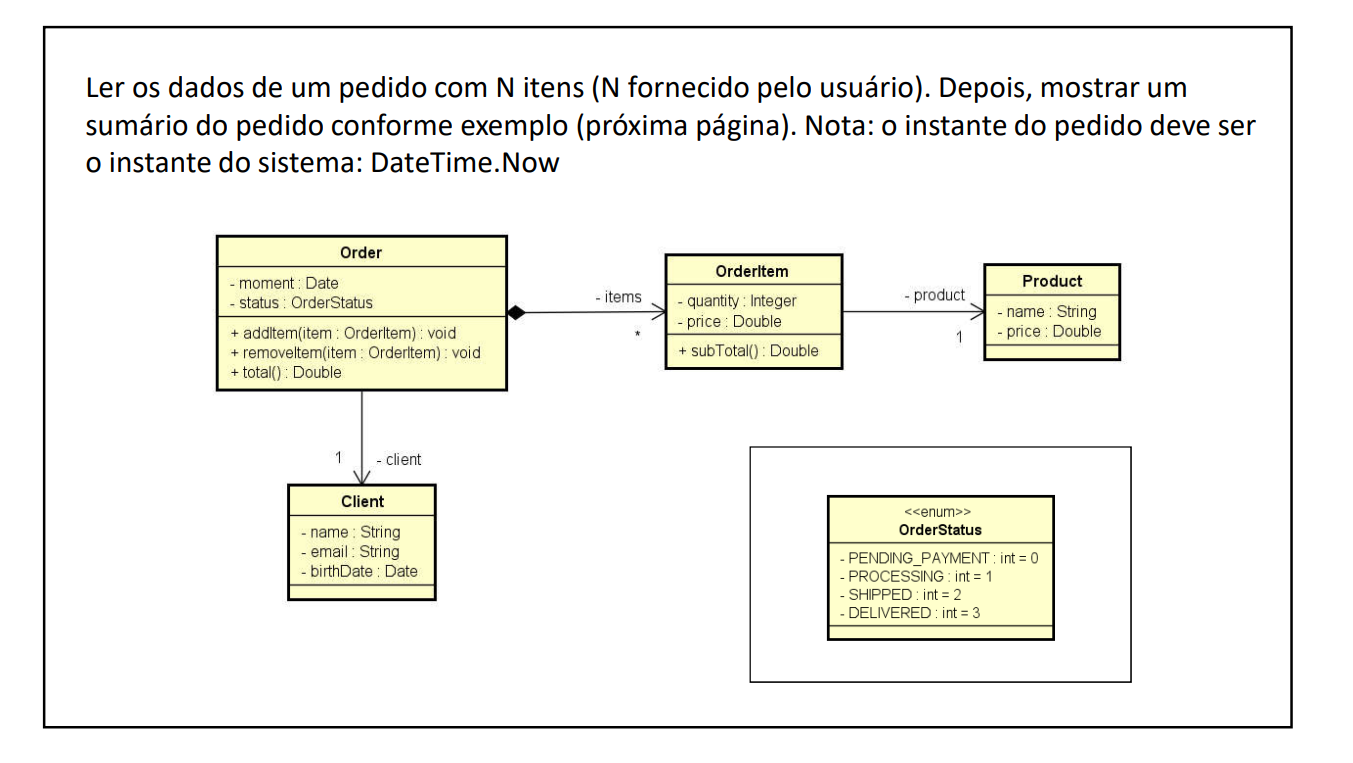 Ler os dados de um pedido com N itens (N fornecido pelo usuário). Depois, mostrar um
sumário do pedido conforme exemplo (próxima página). Nota: o instante do pedido deve ser
o instante do sistema: DateTime.Now
Order
- moment : Date
- status : OrderStatus
+ addItem(item : OrderItem) : void
+ removeItem(item : OrderItem) : void
+ total() : Double
- items
*
OrderItem
- quantity : Integer
- price : Double
+ subTotal() : Double
- product
1
Product
- name : String
- price : Double
1
- client
Client
- name : String
- email : String
- birthDate : Date
<<enum>>
OrderStatus
- PENDING_PAYMENT : int = 0
- PROCESSING : int = 1
- SHIPPED : int = 2
- DELIVERED : int = 3